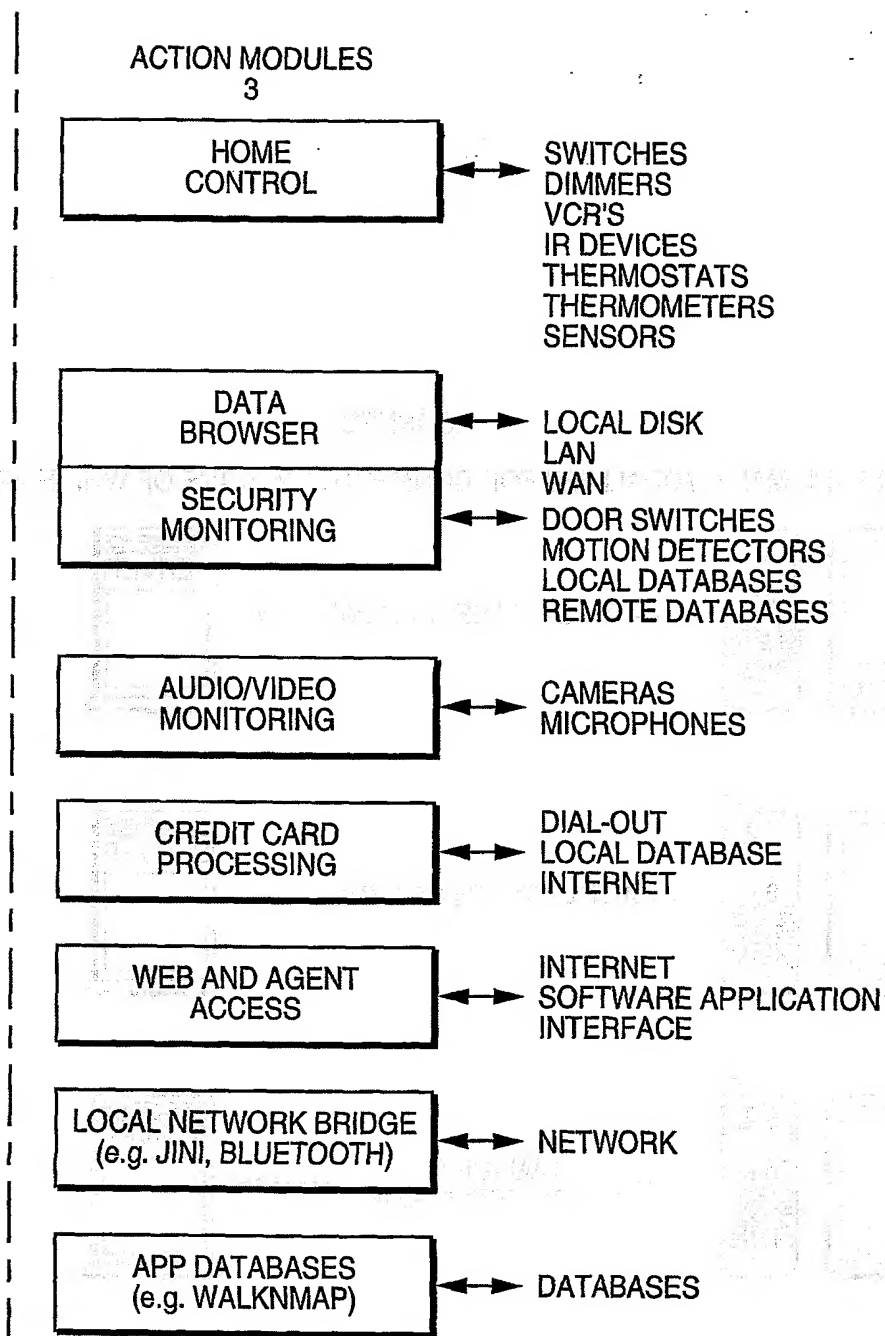 ACTION MODULES
3
HOME
CONTROL
SWITCHES
DIMMERS
VCR'S
IR DEVICES
THERMOSTATS
THERMOMETERS
SENSORS
DATA
BROWSER
LOCAL DISK
LAN
WAN
SECURITY
MONITORING
DOOR SWITCHES
MOTION DETECTORS
LOCAL DATABASES
REMOTE DATABASES
AUDIO/VIDEO
MONITORING
CAMERAS
MICROPHONES
CREDIT CARD
PROCESSING
DIAL-OUT
LOCAL DATABASE
INTERNET
WEB AND AGENT
ACCESS
INTERNET
SOFTWARE APPLICATION
INTERFACE
LOCAL NETWORK BRIDGE
(e.g. JINI, BLUETOOTH)
NETWORK
APP DATABASES
(e.g. WALKNMAP)
DATABASES